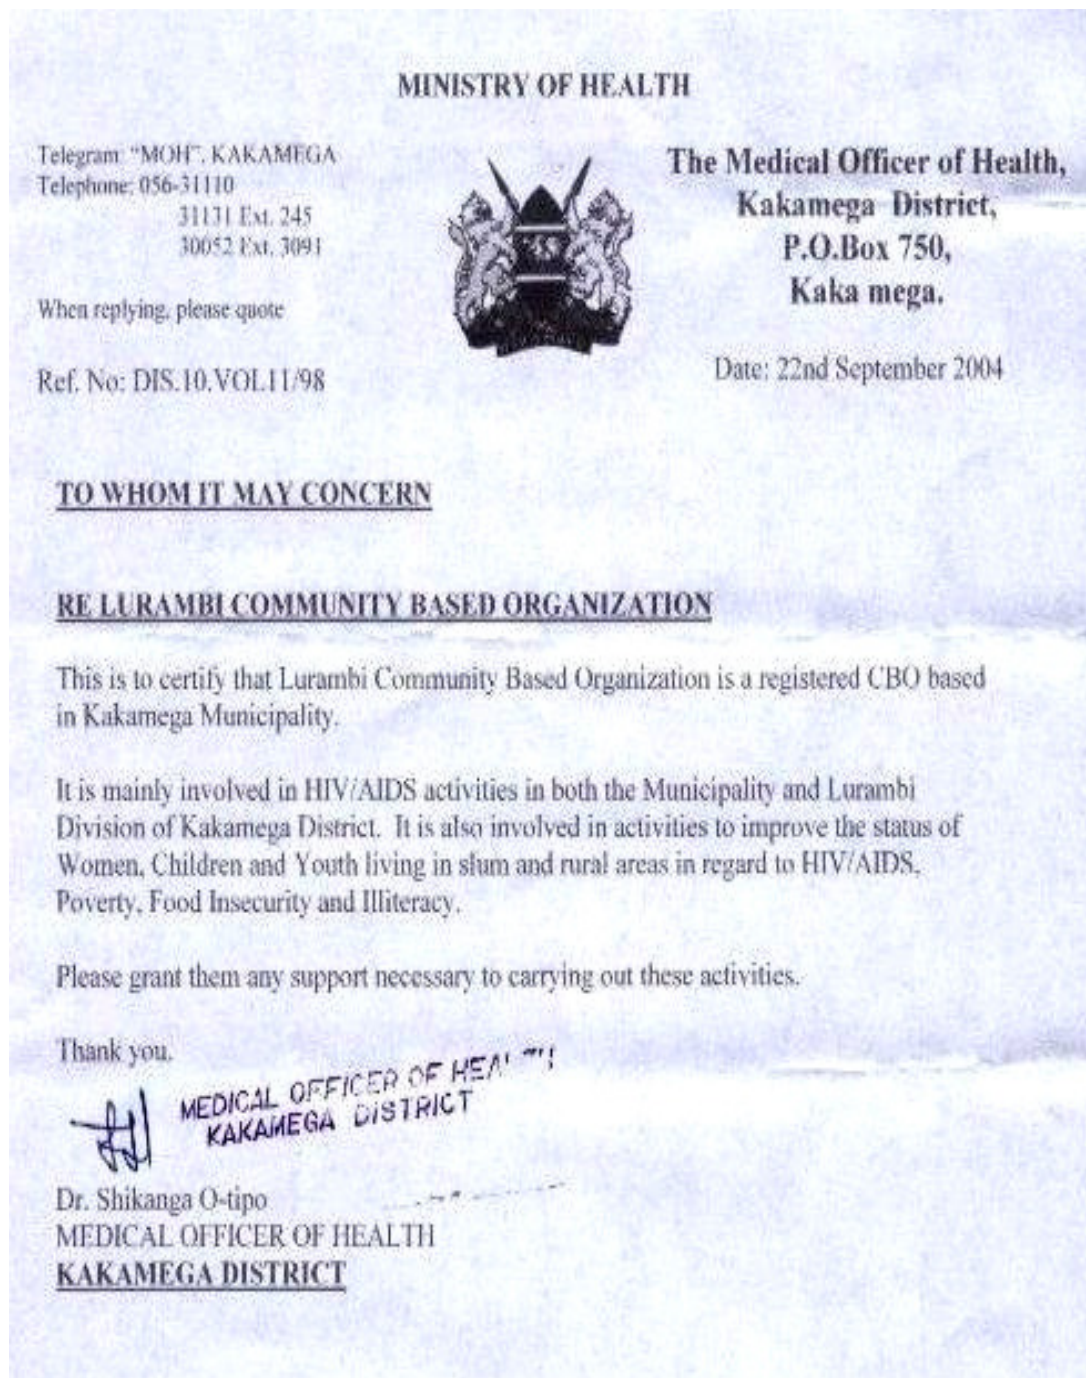 MINISTRY OF HEALTH
Telegram: "MOH", KAKAMEGA
Telephone: 056-31110
31131 Ext. 245
30052 Ext. 3091
When replying, please quote
Ref. No: DIS.10.VOL11/98
The Medical Officer of Health,
Kakamega District,
P.O.Box 750,
Kaka mega.
Date: 22nd September 2004
TO WHOM IT MAY CONCERN
RE LURAMBI COMMUNITY BASED ORGANIZATION
This is to certify that Lurambi Community Based Organization is a registered CBO based
in Kakamega Municipality.
It is mainly involved in HIV/AIDS activities in both the Municipality and Lurambi
Division of Kakamega District. It is also involved in activities to improve the status of
Women, Children and Youth living in slum and rural areas in regard to HIV/AIDS,
Poverty, Food Insecurity and Illiteracy.
Please grant them any support necessary to carrying out these activities.
Thank you.
MEDICAL OFFICER OF
KAKAMEGA DISTRICT
Dr. Shikanga O-tipo
MEDICAL OFFICER OF HEALTH
KAKAMEGA DISTRICT